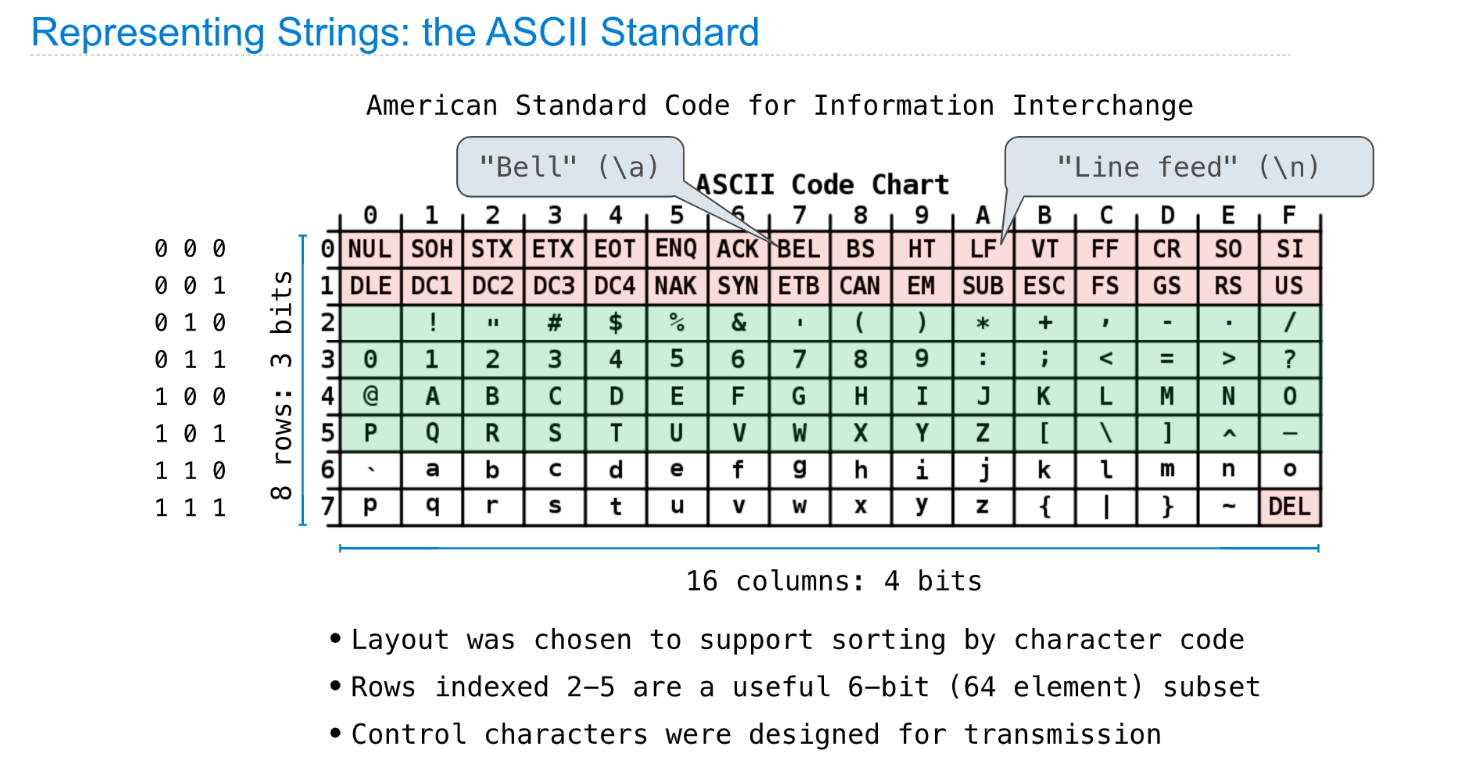 Representing Strings: the ASCII Standard
American Standard Code for Information Interchange
"Bell" (\a)
"Line feed" (\n)
ASCII Code Chart
0 1 2 3 4 5 6 7 8 9 A B C D E F
0 0 0 0 NUL SOH STX ETX EOT ENQ ACK BEL BS HT LF VT FF CR SO SI
0 0 1 1 DLE DC1 DC2 DC3 DC4 NAK SYN ETB CAN EM SUB ESC FS GS RS US
0 1 0 2 ! " # $ % & ' ( ) * + , - . /
0 1 1 3 0 1 2 3 4 5 6 7 8 9 : ; < = > ?
1 0 0 4 @ A B C D E F G H I J K L M N O
1 0 1 5 P Q R S T U V W X Y Z [ \ ] ^ _
1 1 0 6 ` a b c d e f g h i j k l m n o
1 1 1 7 p q r s t u v w x y z { | } ~ DEL
8 rows: 3 bits
16 columns: 4 bits
• Layout was chosen to support sorting by character code
• Rows indexed 2–5 are a useful 6–bit (64 element) subset
• Control characters were designed for transmission